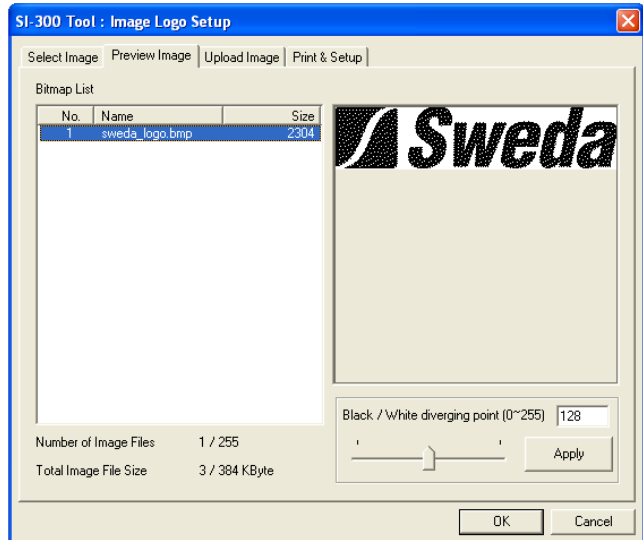 SI-300 Tool : Image Logo Setup
Select Image Preview Image Upload Image Print & Setup
Bitmap List
No. Name Size
1 sweda_logo.bmp 2304
Sweda
Black / White diverging point (0~255) 128
Number of Image Files 1 / 255
Apply
Total Image File Size 3 / 384 KByte
OK Cancel